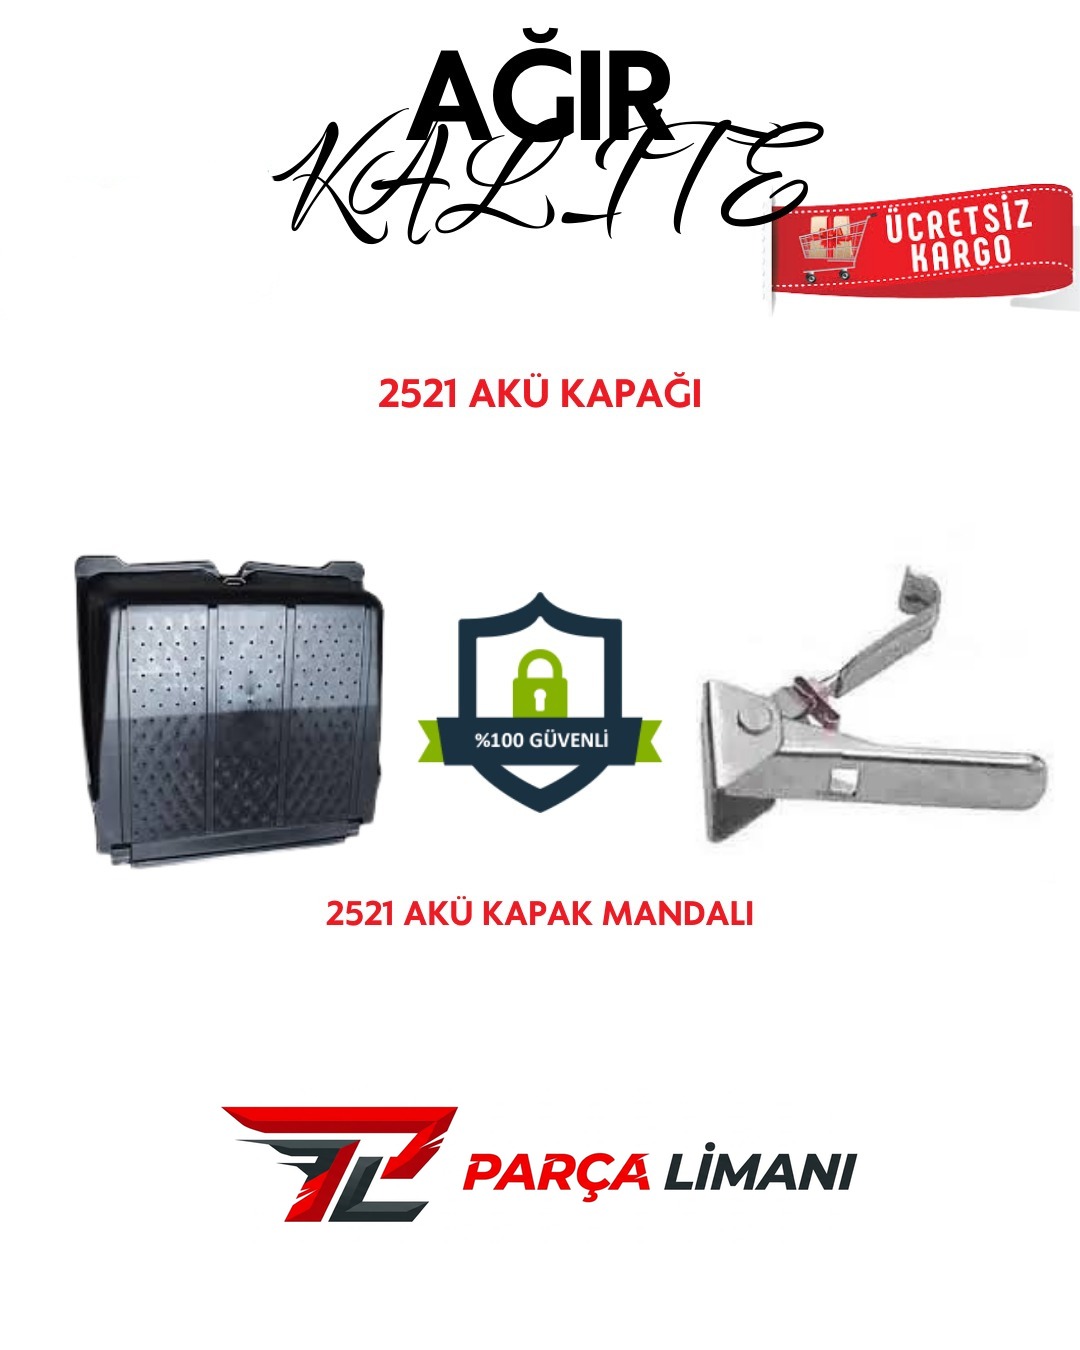 AĞIR
KALİTE
ÜCRETSİZ
KARGO
2521 AKÜ KAPAĞI
%100 GÜVENLİ
2521 AKÜ KAPAK MANDALI
PARÇA LİMANI